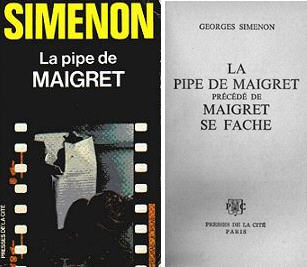 SIMENON
La pipe de
MAIGRET
PRESSES DE LA CITÉ
GEORGES SIMENON
LA
PIPE DE MAIGRET
PRÉCÉDÉ DE
MAIGRET
SE FACHE
PRESSES DE LA CITÉ
PARIS